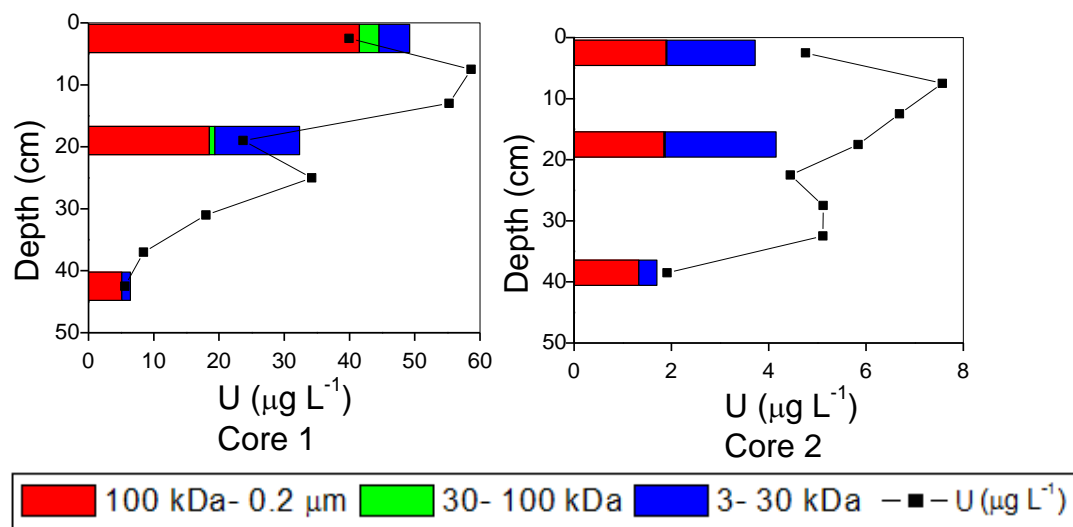 0
10
20
30
40
50
Depth (cm)
0 10 20 30 40 50 60
U (μg L⁻¹)
Core 1
0
10
20
30
40
50
Depth (cm)
0 2 4 6 8
U (μg L⁻¹)
Core 2
100 kDa- 0.2 μm 30- 100 kDa 3- 30 kDa U (μg L⁻¹)